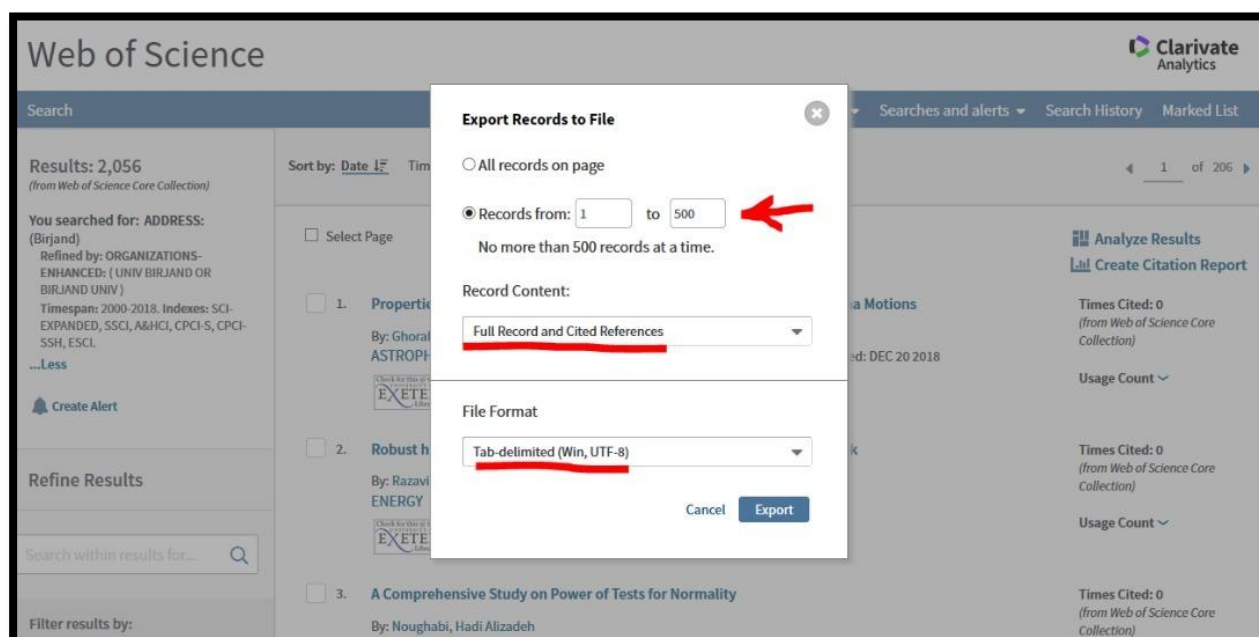 Web of Science
Clarivate
Analytics
Search
Searches and alerts
Search History
Marked List
Results: 2,056
(from Web of Science Core Collection)
You searched for: ADDRESS:
(Birjand)
Refined by: ORGANIZATIONS-
ENHANCED: ( UNIV BIRJAND OR
BIRJAND UNIV )
Timespan: 2000-2018. Indexes: SCI-
EXPANDED, SSCI, A&HCI, CPCI-S, CPCI-
SSH, ESCI.
...Less
Create Alert
Refine Results
Search within results for...
Filter results by:
Sort by: Date
1 of 206
Select Page
Export Records to File
All records on page
Records from: 1 to 500
No more than 500 records at a time.
Record Content:
Full Record and Cited References
File Format
Tab-delimited (Win, UTF-8)
Cancel Export
Analyze Results
Create Citation Report
1. Motions
By:
DEC 20 2018
Times Cited: 0
(from Web of Science Core
Collection)
Usage Count
2. Robust
By: Razavi
ENERGY
Times Cited: 0
(from Web of Science Core
Collection)
Usage Count
3. A Comprehensive Study on Power of Tests for Normality
By: Noughabi, Hadi Alizadeh
Times Cited: 0
(from Web of Science Core
Collection)